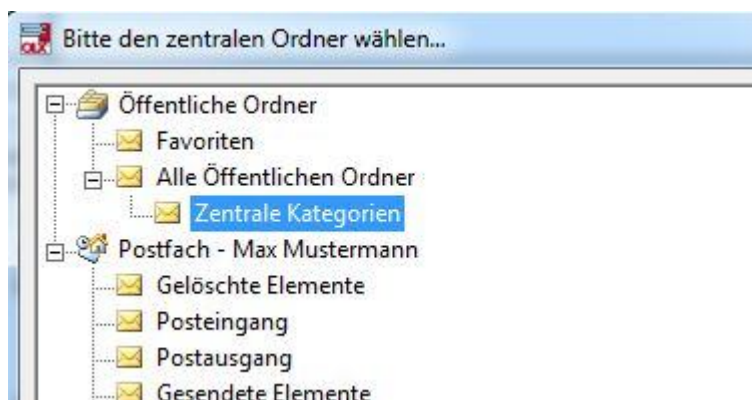 Bitte den zentralen Ordner wählen...
Öffentliche Ordner
Favoriten
Alle Öffentlichen Ordner
Zentrale Kategorien
Postfach - Max Mustermann
Gelöschte Elemente
Posteingang
Postausgang
Gesendete Elemente